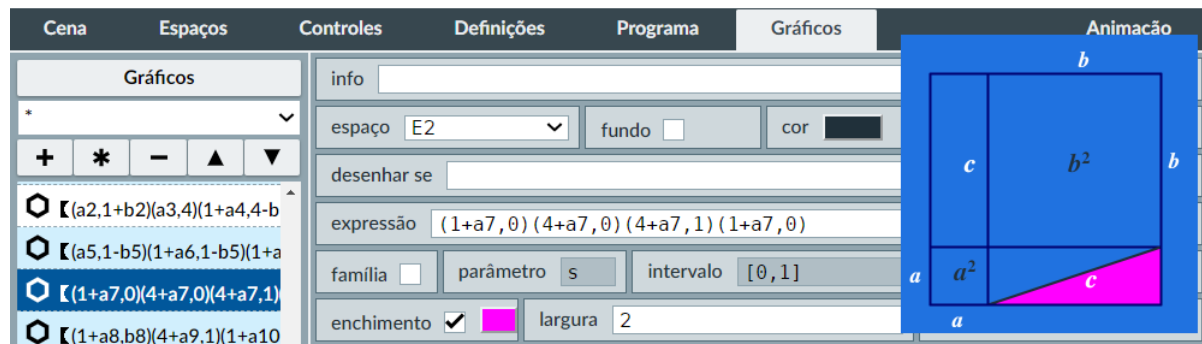 Cena Espaços Controles Definições Programa Gráficos Animação
Gráficos
*
+ * − ▲ ▼
【(a2,1+b2)(a3,4)(1+a4,4-b
【(a5,1-b5)(1+a6,1-b5)(1+a
【(1+a7,0)(4+a7,0)(4+a7,1)(
【(1+a8,b8)(4+a9,1)(1+a10
info
espaço E2 fundo cor
desenhar se
expressão (1+a7,0)(4+a7,0)(4+a7,1)(1+a7,0)
família parâmetro s intervalo [0,1]
enchimento largura 2
b
c b² b
a a² c
a